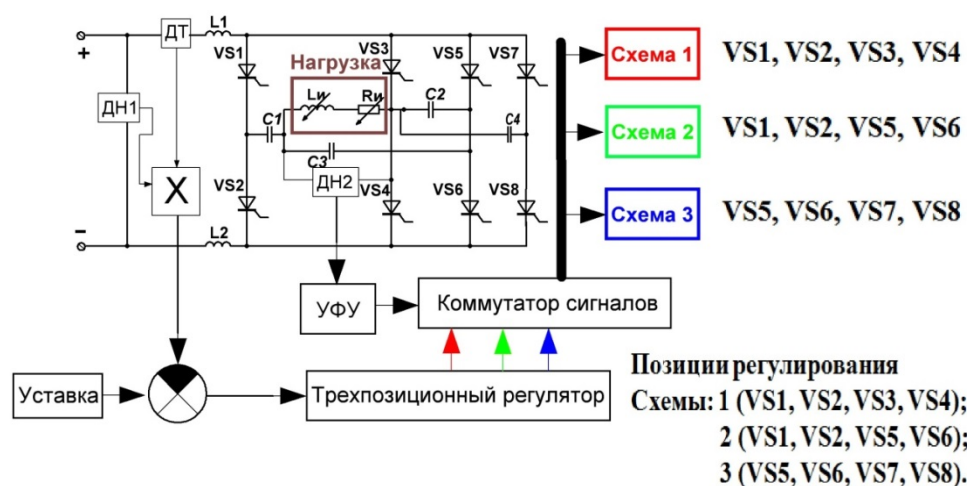 ДТ
L1
+
VS1
VS3
VS5
VS7
Нагрузка
Lи
Rи
C2
ДН1
C1
C4
C3
X
ДН2
VS2
VS4
VS6
VS8
−
L2
Схема 1
VS1, VS2, VS3, VS4
Схема 2
VS1, VS2, VS5, VS6
Схема 3
VS5, VS6, VS7, VS8
УФУ
Коммутатор сигналов
Уставка
Трехпозиционный регулятор
Позиции регулирования
Схемы: 1 (VS1, VS2, VS3, VS4);
2 (VS1, VS2, VS5, VS6);
3 (VS5, VS6, VS7, VS8).